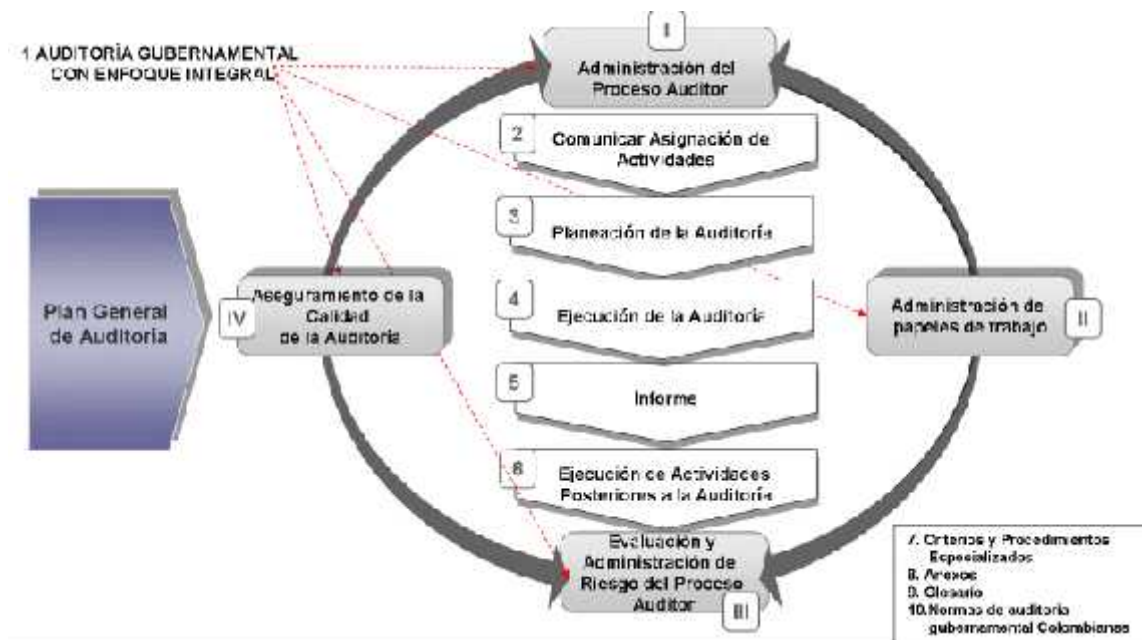 1 AUDITORÍA GUBERNAMENTAL
CON ENFOQUE INTEGRAL
I
Administración del
Proceso Auditor
2
Comunicar Asignación de
Actividades
3
Planeación de la Auditoría
Plan General
de Auditoría
IV
Aseguramiento de la
Calidad
de la Auditoría
4
Ejecución de la Auditoría
Administración de
papeles de trabajo
II
5
Informe
6
Ejecución de Actividades
Posteriores a la Auditoría
Evaluación y
Administración de
Riesgo del Proceso
Auditor
III
7. Criterios y Procedimientos
Especializados
8. Anexos
9. Glosario
10. Normas de auditoría
gubernamental Colombianas